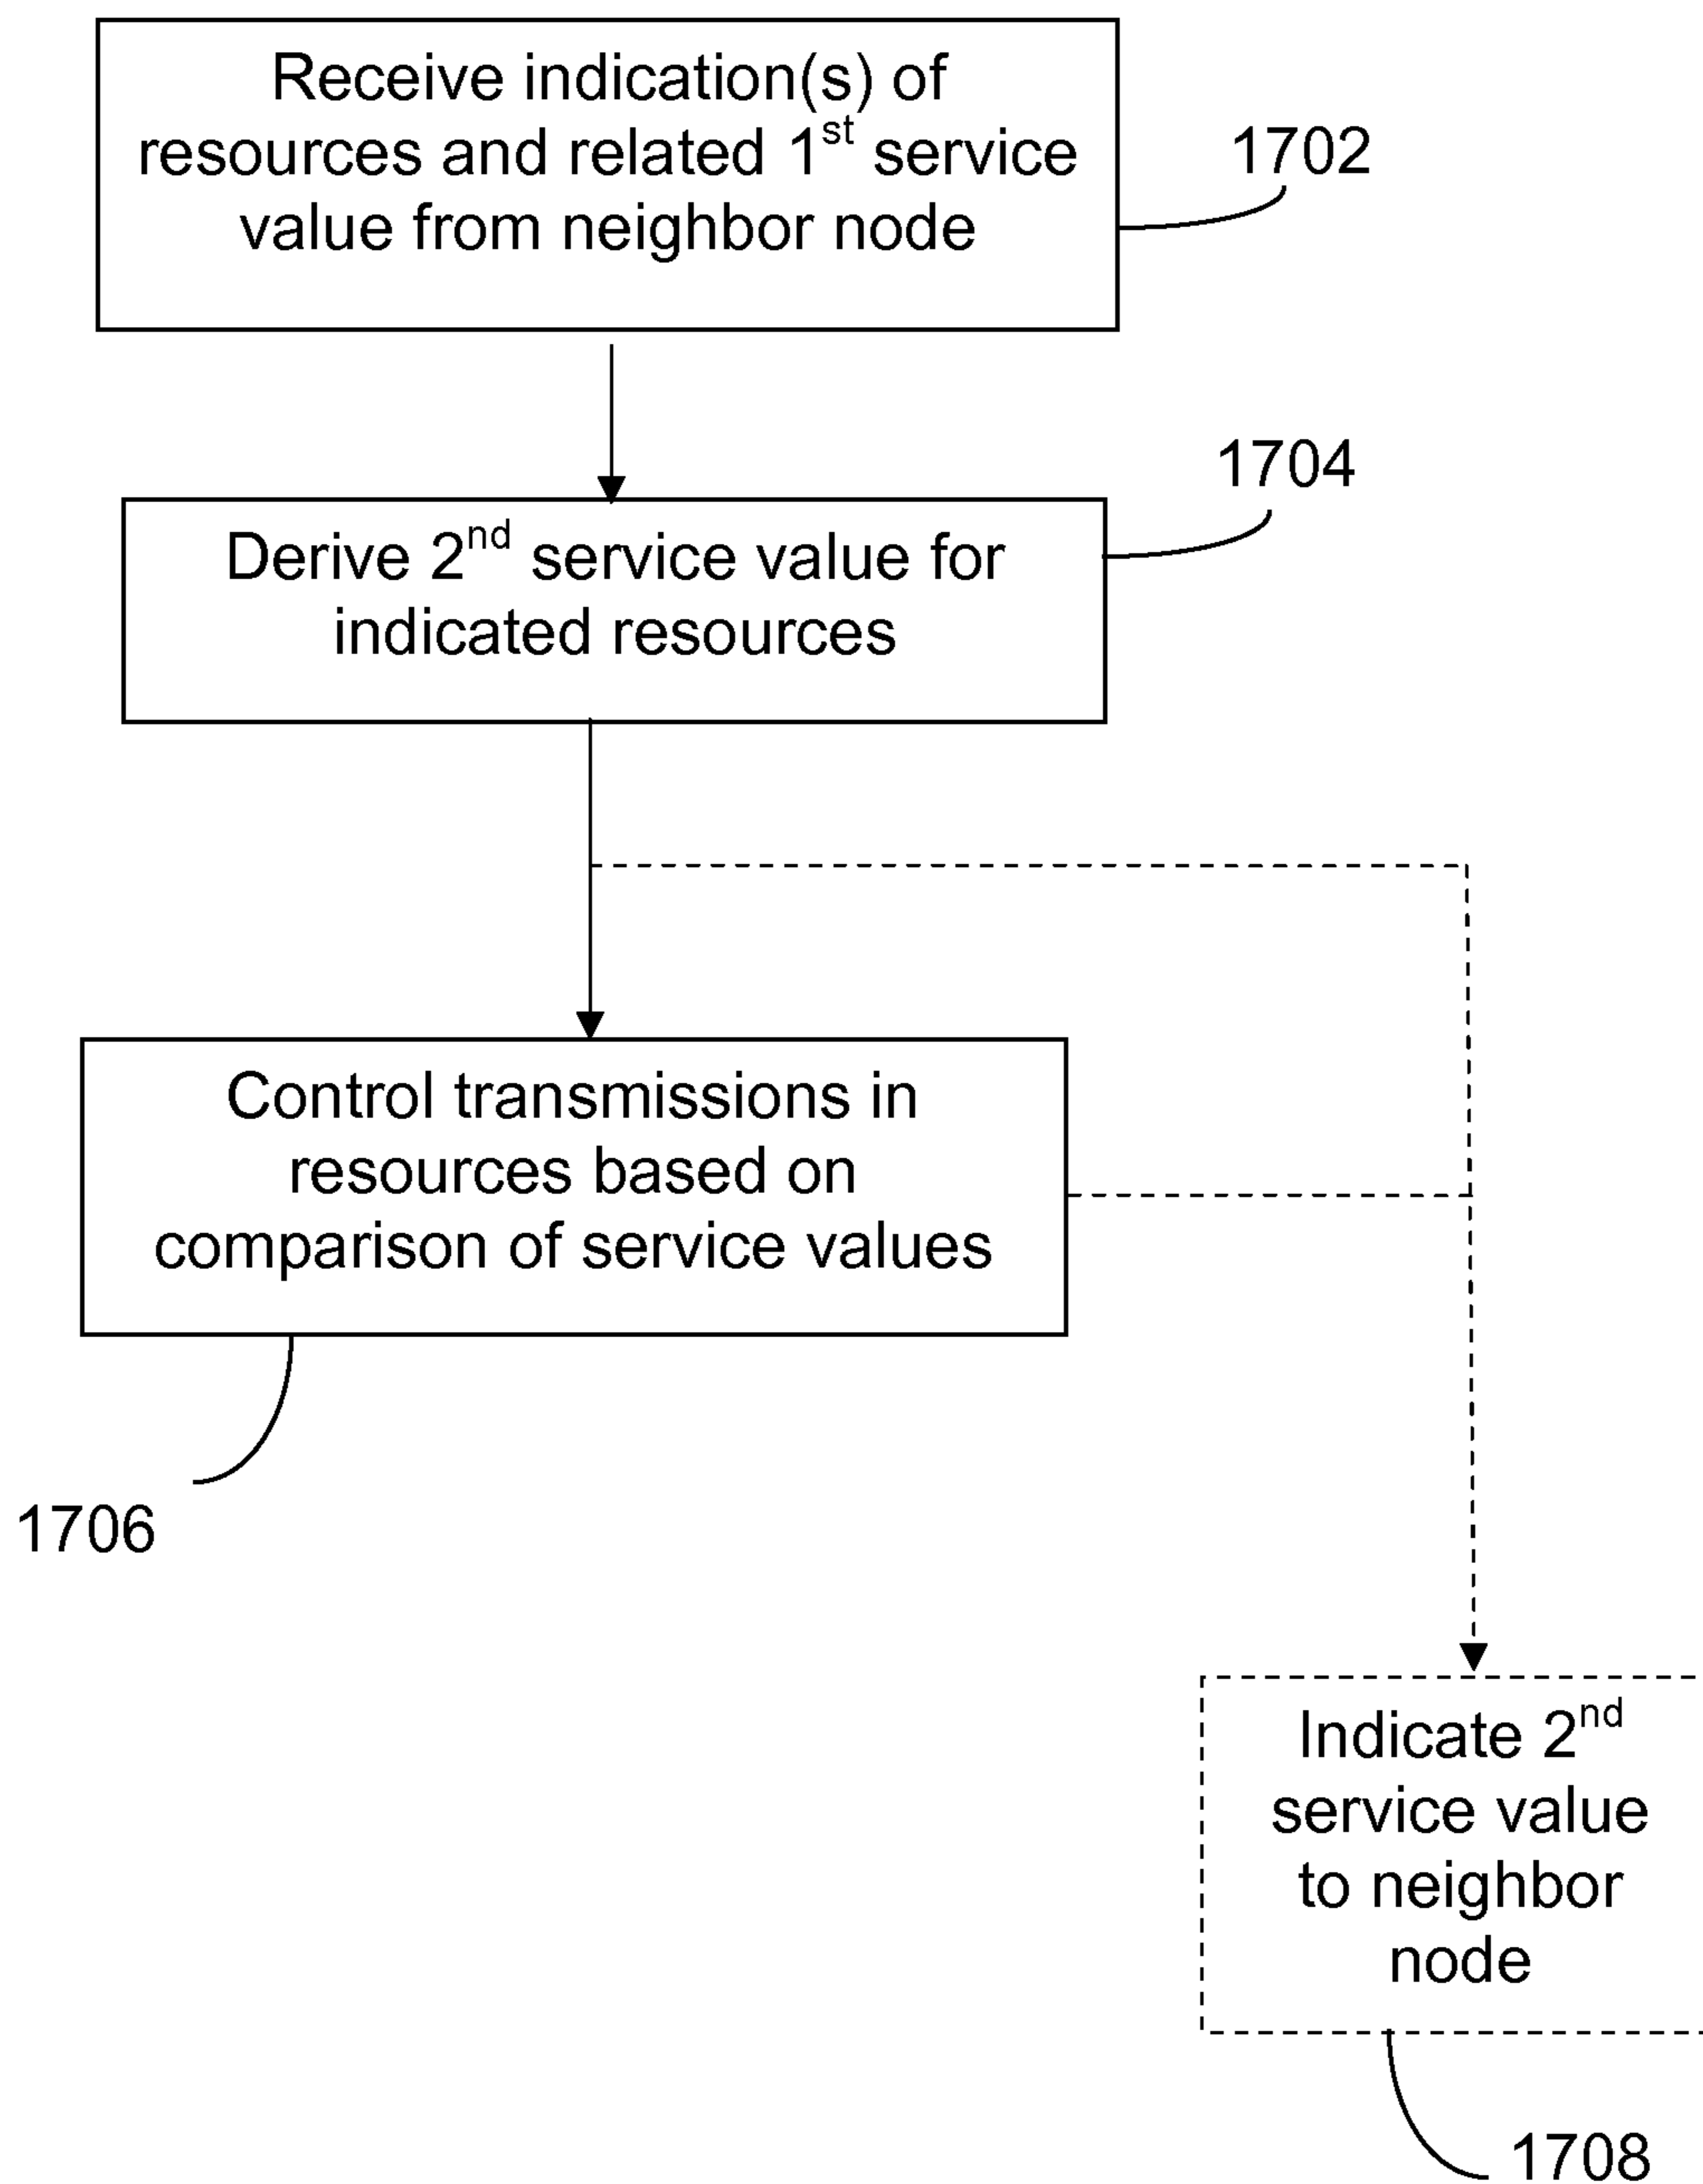 Receive indication(s) of
resources and related 1st service
value from neighbor node
1702
1704
Derive 2nd service value for
indicated resources
Control transmissions in
resources based on
comparison of service values
1706
Indicate 2nd
service value
to neighbor
node
1708